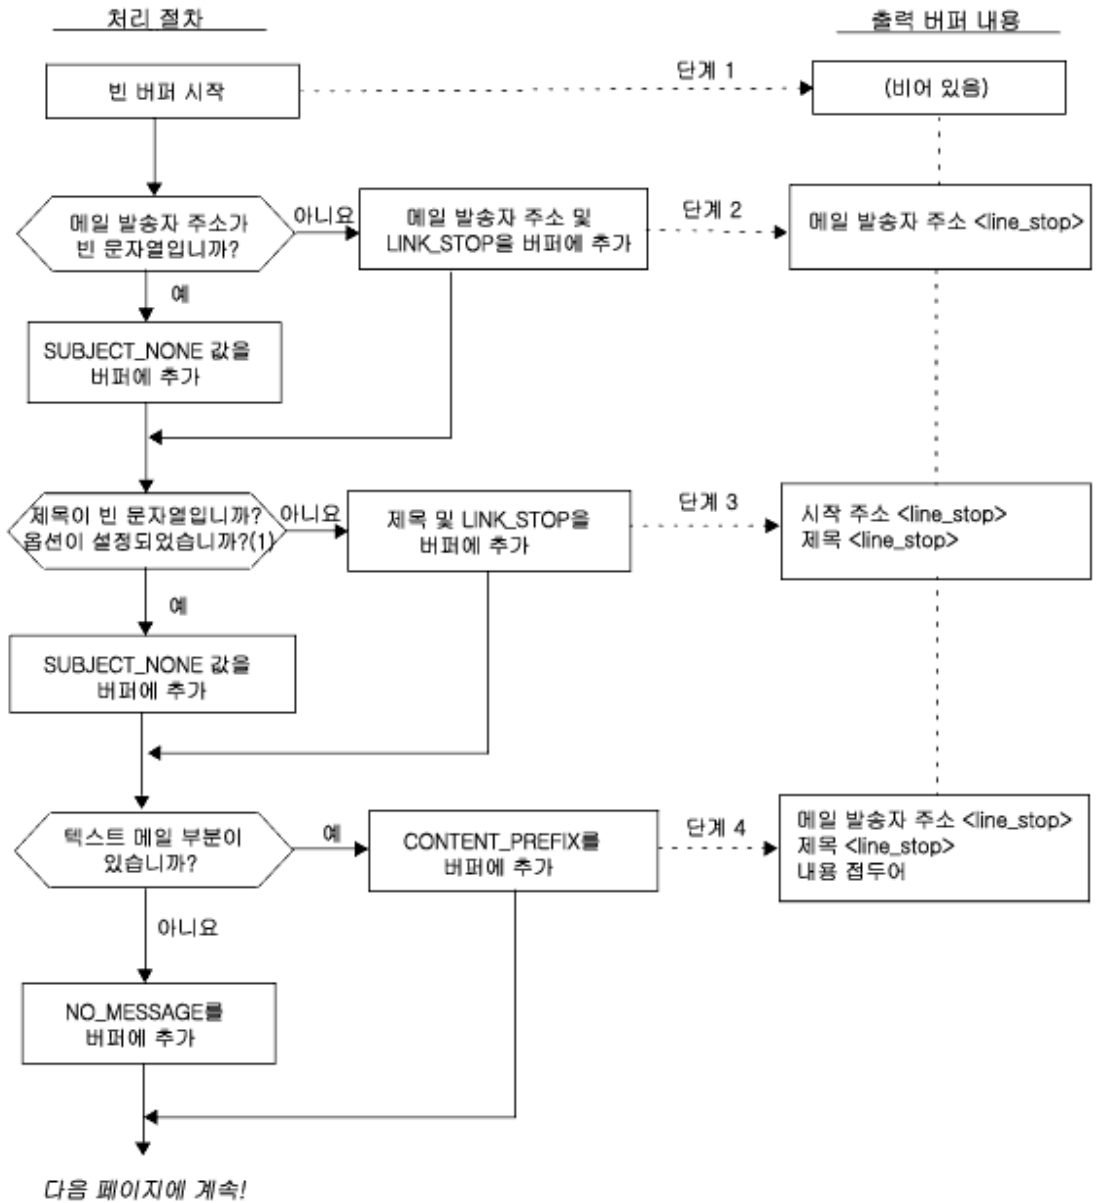 처리 절차
출력 버퍼 내용
빈 버퍼 시작
단계 1
(비어 있음)
메일 발송자 주소가
빈 문자열입니까?
아니요
메일 발송자 주소 및
LINK_STOP을 버퍼에 추가
단계 2
메일 발송자 주소 <line_stop>
예
SUBJECT_NONE 값을
버퍼에 추가
제목이 빈 문자열입니까?
옵션이 설정되었습니까?(1)
아니요
제목 및 LINK_STOP을
버퍼에 추가
단계 3
시작 주소 <line_stop>
제목 <line_stop>
예
SUBJECT_NONE 값을
버퍼에 추가
텍스트 메일 부분이
있습니까?
예
CONTENT_PREFIX를
버퍼에 추가
단계 4
메일 발송자 주소 <line_stop>
제목 <line_stop>
내용 접두어
아니요
NO_MESSAGE를
버퍼에 추가
다음 페이지에 계속!